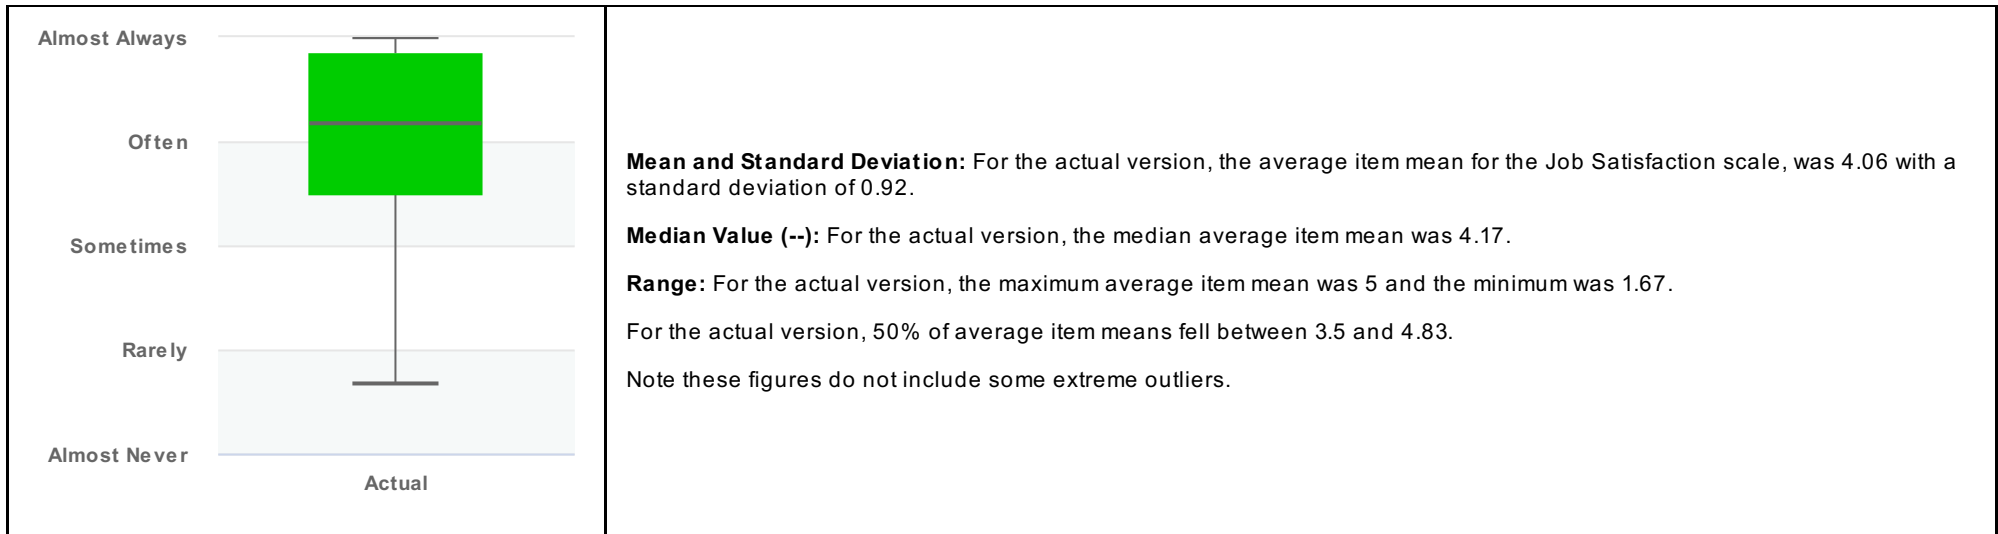 Almost Always
Often
Sometimes
Rarely
Almost Never
Actual
Mean and Standard Deviation: For the actual version, the average item mean for the Job Satisfaction scale, was 4.06 with a
standard deviation of 0.92.
Median Value (--): For the actual version, the median average item mean was 4.17.
Range: For the actual version, the maximum average item mean was 5 and the minimum was 1.67.
For the actual version, 50% of average item means fell between 3.5 and 4.83.
Note these figures do not include some extreme outliers.